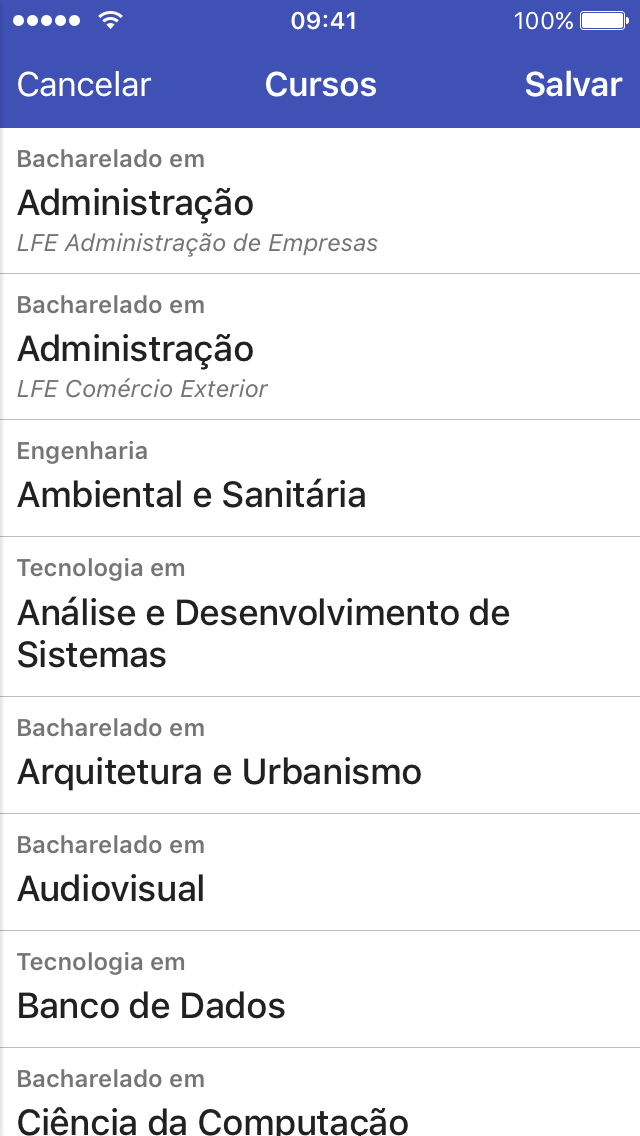 09:41
100%
Cancelar
Cursos
Salvar
Bacharelado em
Administração
LFE Administração de Empresas
Bacharelado em
Administração
LFE Comércio Exterior
Engenharia
Ambiental e Sanitária
Tecnologia em
Análise e Desenvolvimento de
Sistemas
Bacharelado em
Arquitetura e Urbanismo
Bacharelado em
Audiovisual
Tecnologia em
Banco de Dados
Bacharelado em
Ciência da Computação